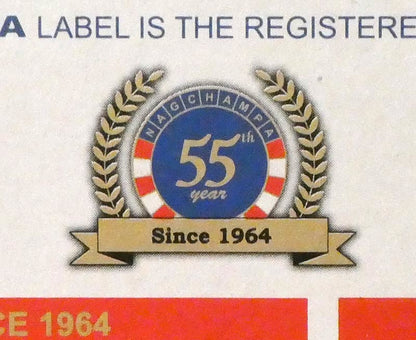 A LABEL IS THE REGISTERE
NAGCHAMPA
55th
year
Since 1964
CE 1964